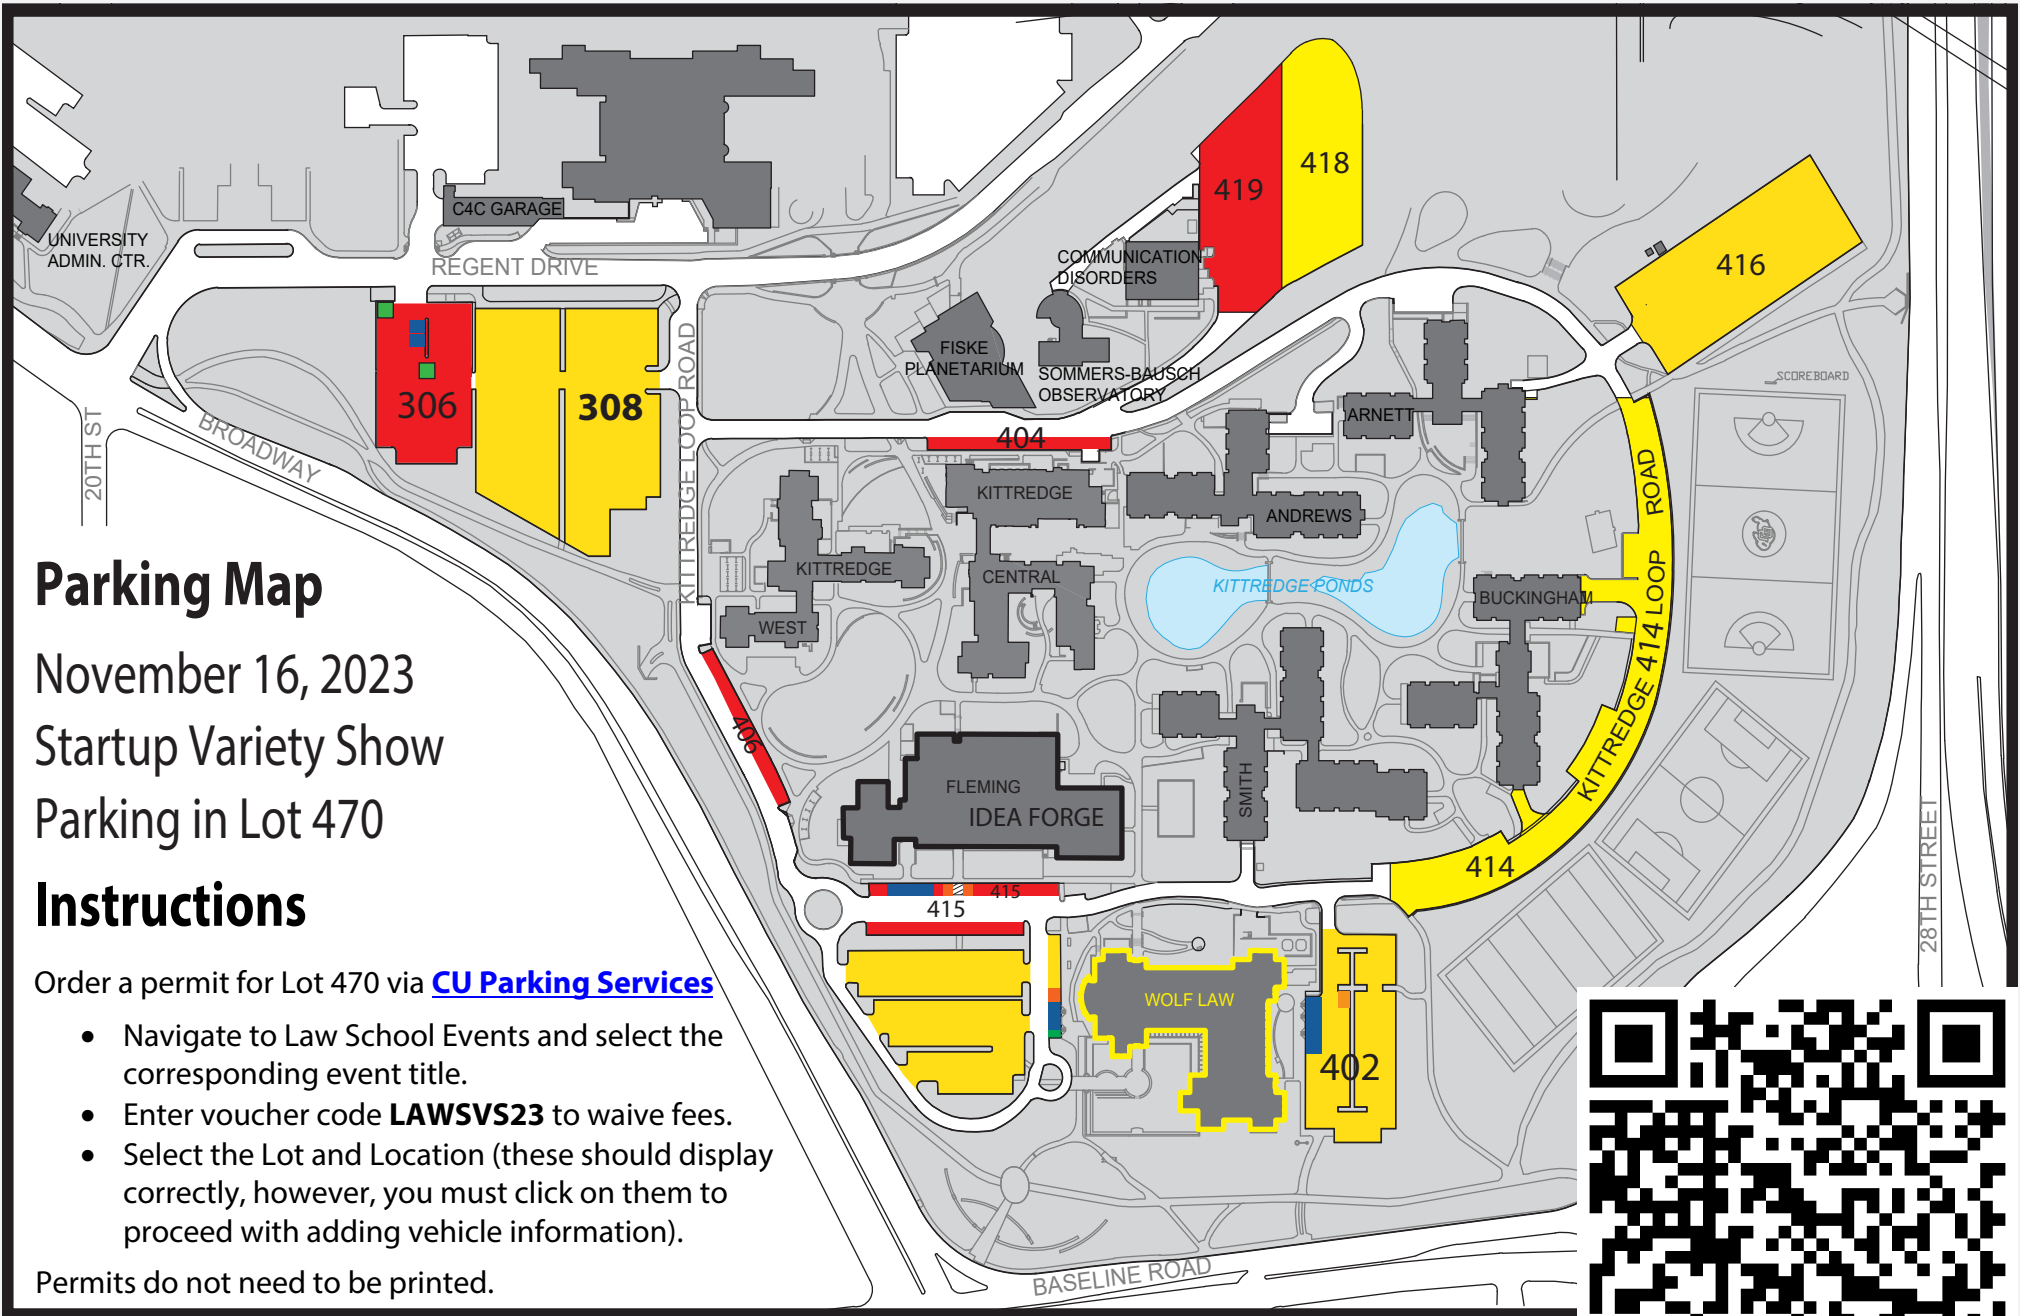 418
419
C4C GARAGE
UNIVERSITY
ADMIN. CTR.
REGENT DRIVE
COMMUNICATION
DISORDERS
416
306
308
FISKE
PLANETARIUM
SOMMERS-BAUSCH
OBSERVATORY
SCOREBOARD
20TH ST
BROADWAY
KITTREDGE LOOP ROAD
404
ARNETT
KITTREDGE
ANDREWS
KITTREDGE
CENTRAL
KITTREDGE PONDS
BUCKINGHAM
WEST
KITTREDGE 414 LOOP ROAD
406
FLEMING
IDEA FORGE
SMITH
414
415
415
28TH STREET
WOLF LAW
402
BASELINE ROAD
Parking Map
November 16, 2023
Startup Variety Show
Parking in Lot 470
Instructions
Order a permit for Lot 470 via CU Parking Services
• Navigate to Law School Events and select the
corresponding event title.
• Enter voucher code LAWSVS23 to waive fees.
• Select the Lot and Location (these should display
correctly, however, you must click on them to
proceed with adding vehicle information).
Permits do not need to be printed.